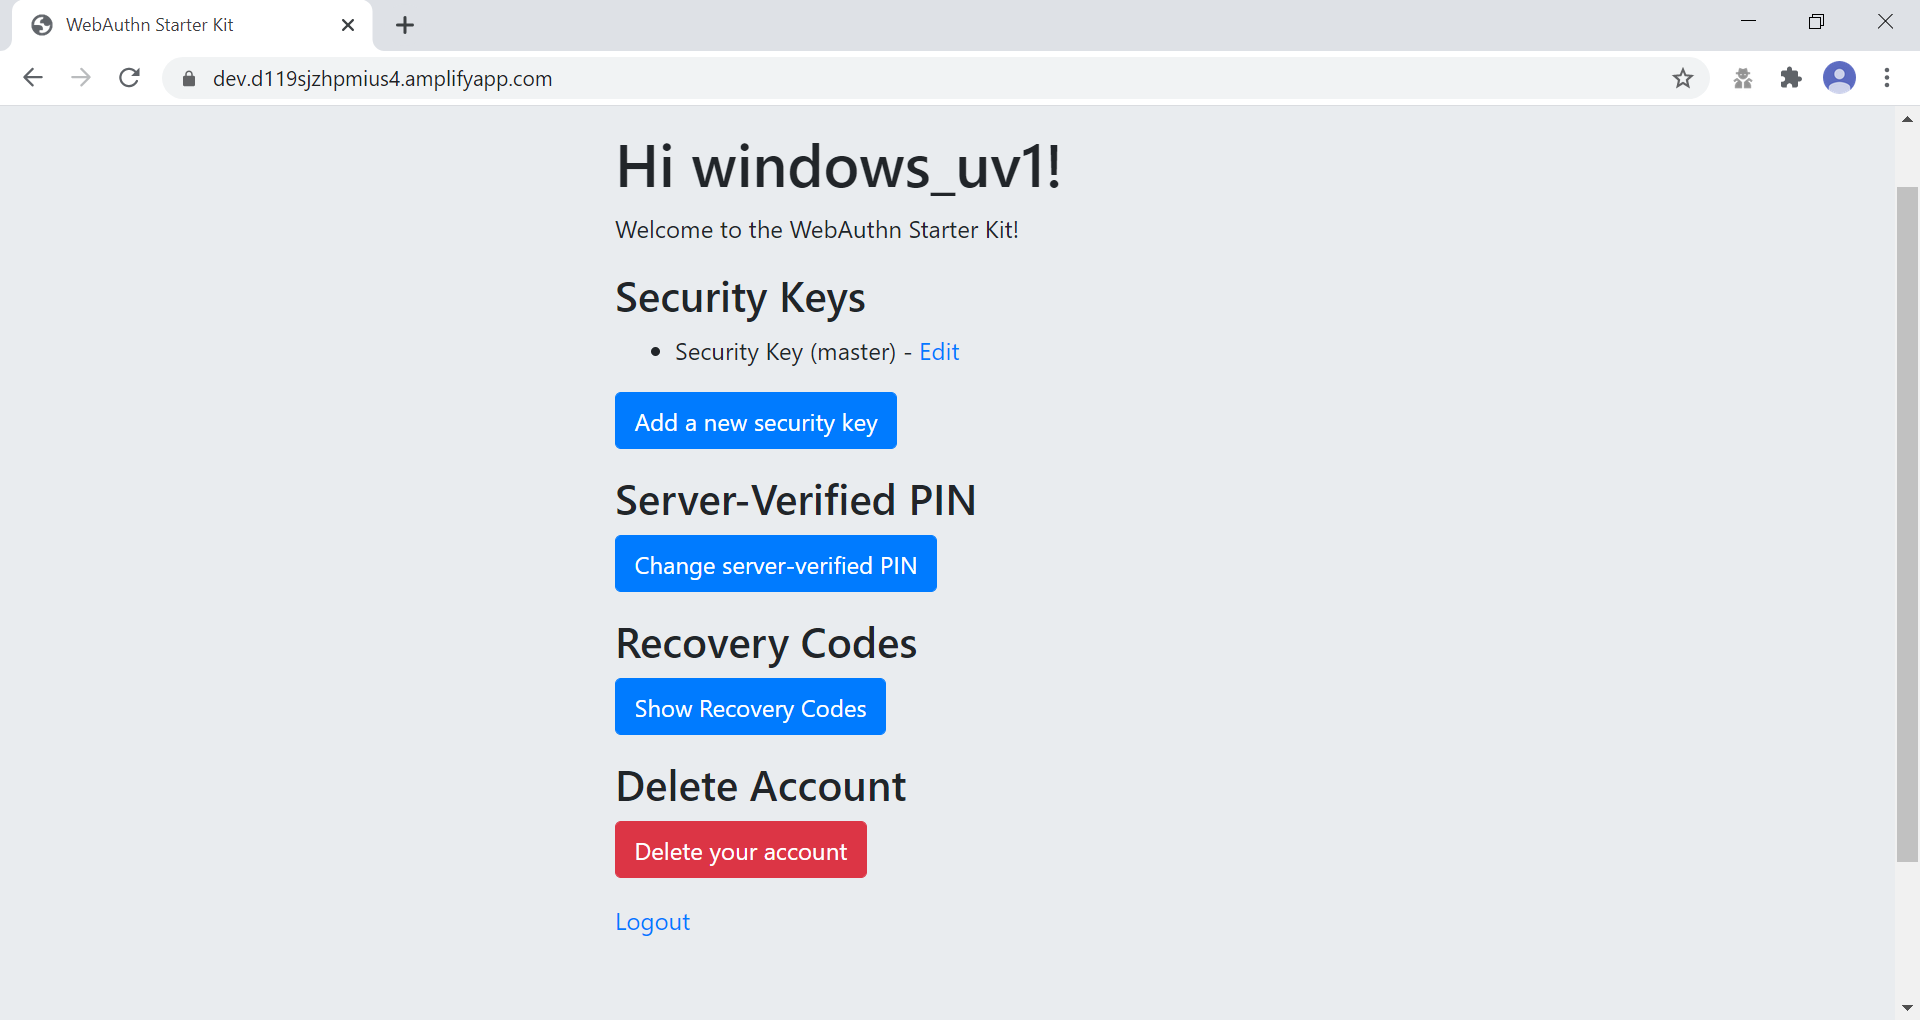 WebAuthn Starter Kit
dev.d119sjzhpmius4.amplifyapp.com
Hi windows_uv1!
Welcome to the WebAuthn Starter Kit!
Security Keys
Security Key (master) - Edit
Add a new security key
Server-Verified PIN
Change server-verified PIN
Recovery Codes
Show Recovery Codes
Delete Account
Delete your account
Logout